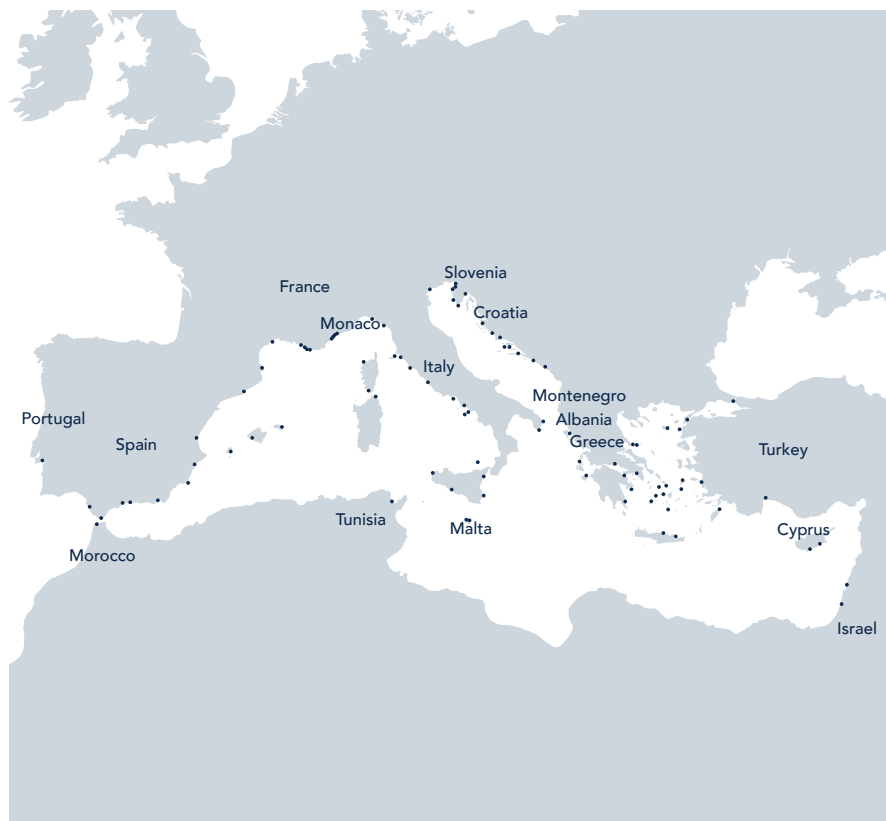 Slovenia
France
Croatia
Monaco
Italy
Montenegro
Portugal
Albania
Spain
Greece
Turkey
Tunisia
Malta
Cyprus
Morocco
Israel